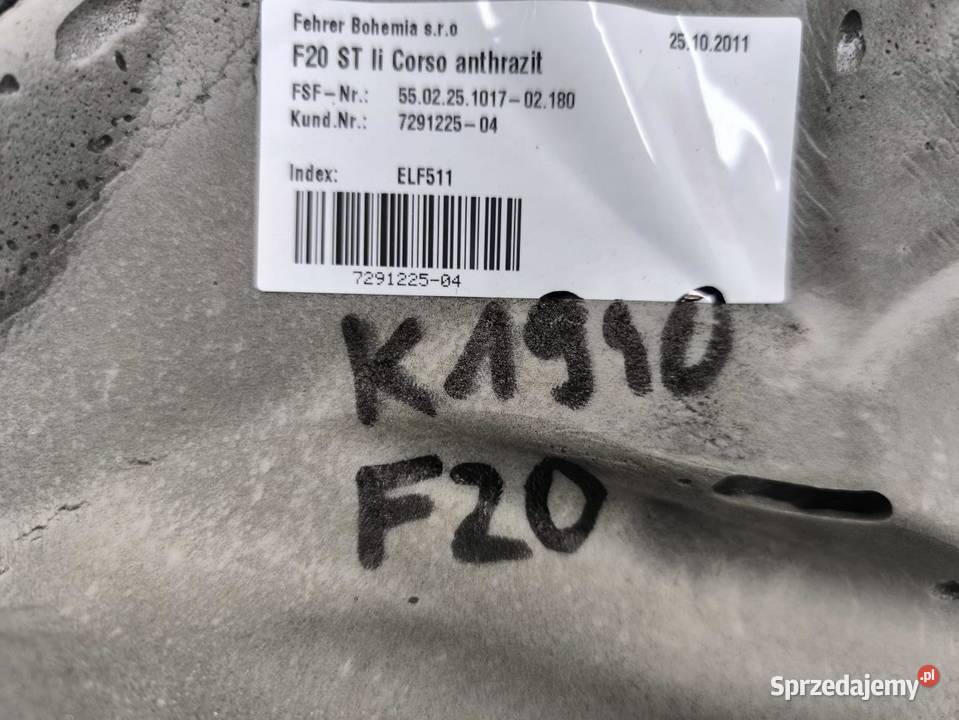 Fehrer Bohemia s.r.o
25.10.2011
F20 ST li Corso anthrazit
FSF-Nr.: 55.02.25.1017-02.180
Kund.Nr.: 7291225-04
Index: ELF511
7291225-04
K1940
F20
Sprzedajemy.pl